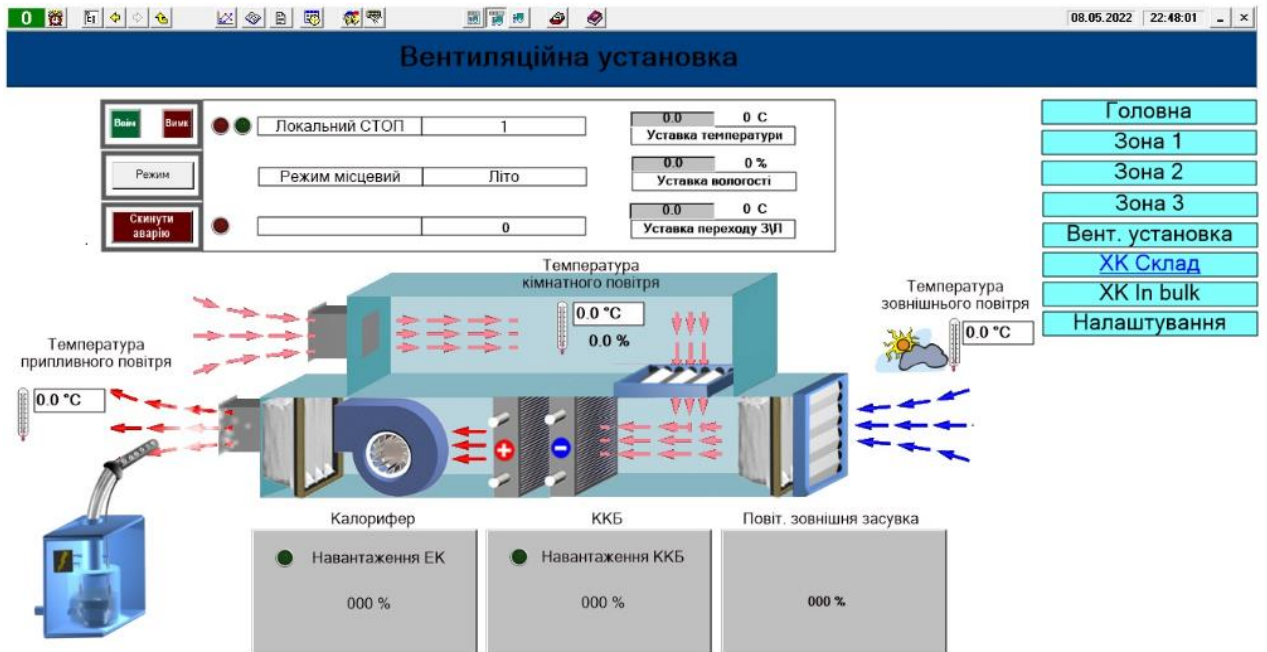 0
08.05.2022 22:48:01
Вентиляційна установка
Ввім Вимк
Локальний СТОП 1
0.0 0 С
Уставка температури
Режим
Режим місцевий Літо
0.0 0 %
Уставка вологості
Скинути
аварію
0
0.0 0 С
Уставка переходу З\Л
Головна
Зона 1
Зона 2
Зона 3
Вент. установка
ХК Склад
ХК In bulk
Налаштування
Температура
кімнатного повітря
0.0 °C
0.0 %
Температура
зовнішнього повітря
0.0 °C
Температура
припливного повітря
0.0 °C
Калорифер
Навантаження ЕК
000 %
ККБ
Навантаження ККБ
000 %
Повіт. зовнішня засувка
000 %